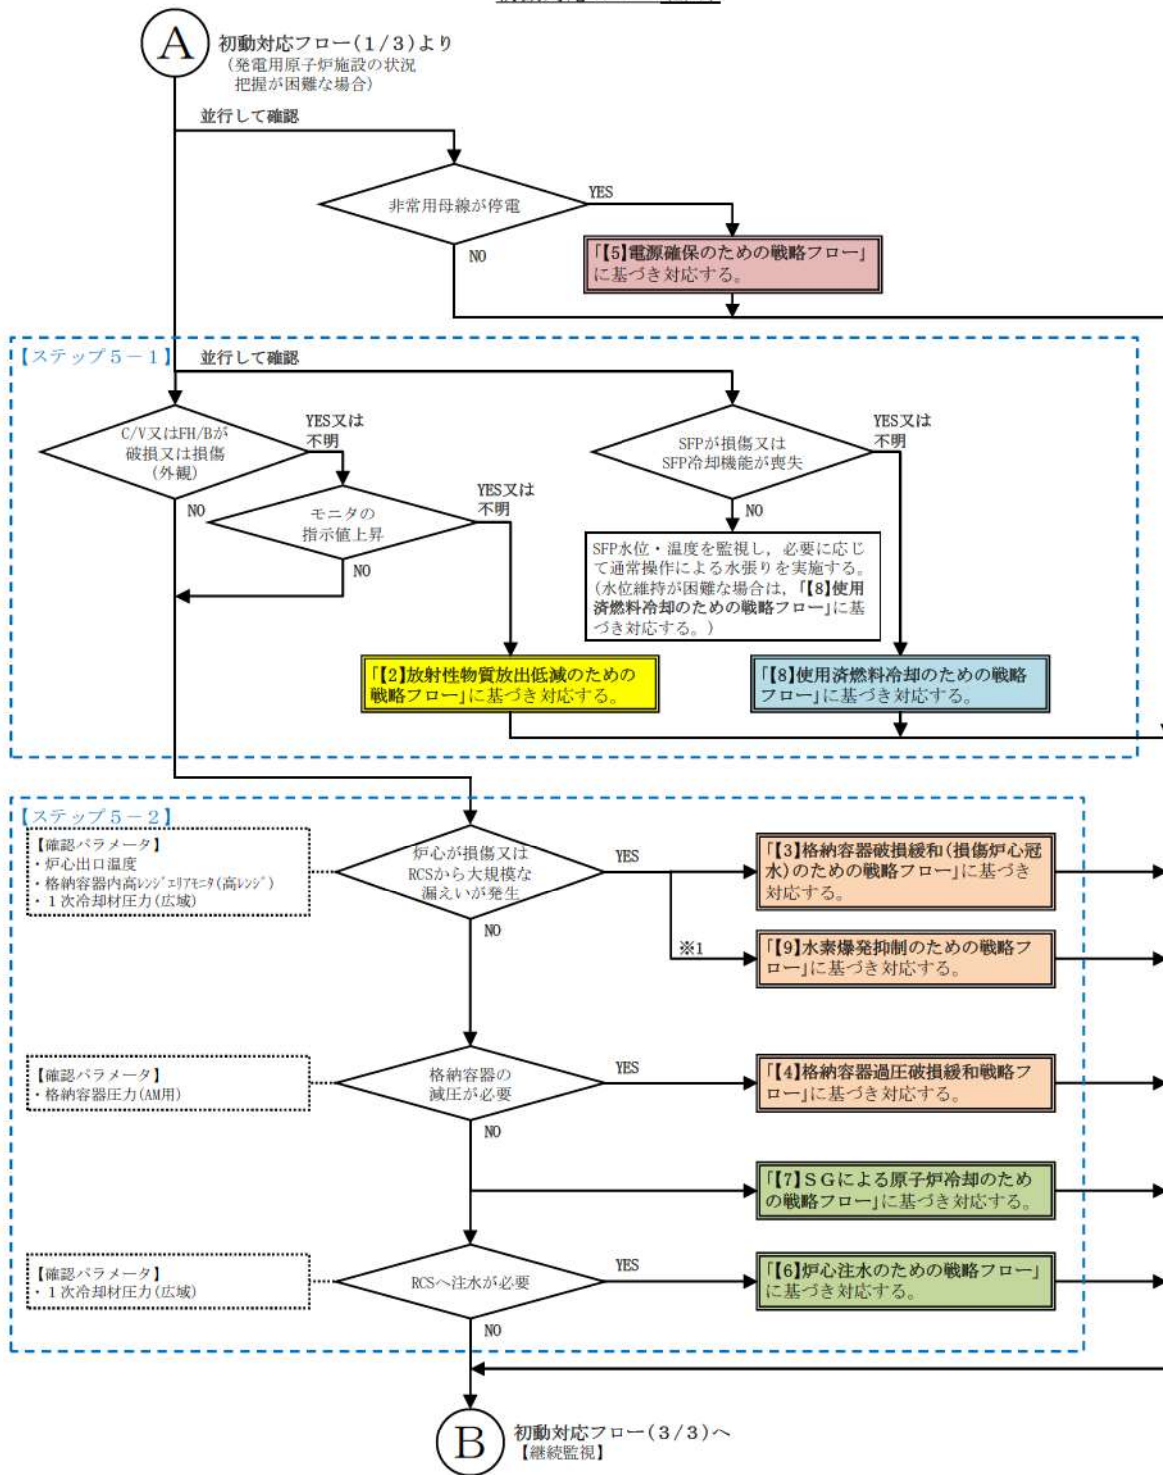 A
初動対応フロー(1/3)より
(発電用原子炉施設の状況
把握が困難な場合)
並行して確認
非常用母線が停電
YES
NO
「【5】電源確保のための戦略フロー」
に基づき対応する。
【ステップ5-1】
並行して確認
C/V又はFH/Bが
破損又は損傷
(外観)
YES又は
不明
NO
モニタの
指示値上昇
YES又は
不明
NO
SFPが損傷又は
SFP冷却機能が喪失
YES又は
不明
NO
SFP水位・温度を監視し，必要に応じ
て通常操作による水張りを実施する。
(水位維持が困難な場合は，「【8】使用
済燃料冷却のための戦略フロー」に基
づき対応する。)
「【2】放射性物質放出低減のための
戦略フロー」に基づき対応する。
「【8】使用済燃料冷却のための戦略
フロー」に基づき対応する。
【ステップ5-2】
【確認パラメータ】
・炉心出口温度
・格納容器内高ﾚﾝｼﾞｴﾘｱﾓﾆﾀ(高ﾚﾝｼﾞ)
・1次冷却材圧力(広域)
炉心が損傷又は
RCSから大規模な
漏えいが発生
YES
NO
「【3】格納容器破損緩和(損傷炉心冠
水)のための戦略フロー」に基づき
対応する。
※1
「【9】水素爆発抑制のための戦略フ
ロー」に基づき対応する。
【確認パラメータ】
・格納容器圧力(AM用)
格納容器の
減圧が必要
YES
NO
「【4】格納容器過圧破損緩和戦略フ
ロー」に基づき対応する。
「【7】SGによる原子炉冷却のため
の戦略フロー」に基づき対応する。
【確認パラメータ】
・1次冷却材圧力(広域)
RCSへ注水が必要
YES
NO
「【6】炉心注水のための戦略フロー」
に基づき対応する。
B
初動対応フロー(3/3)へ
【継続監視】